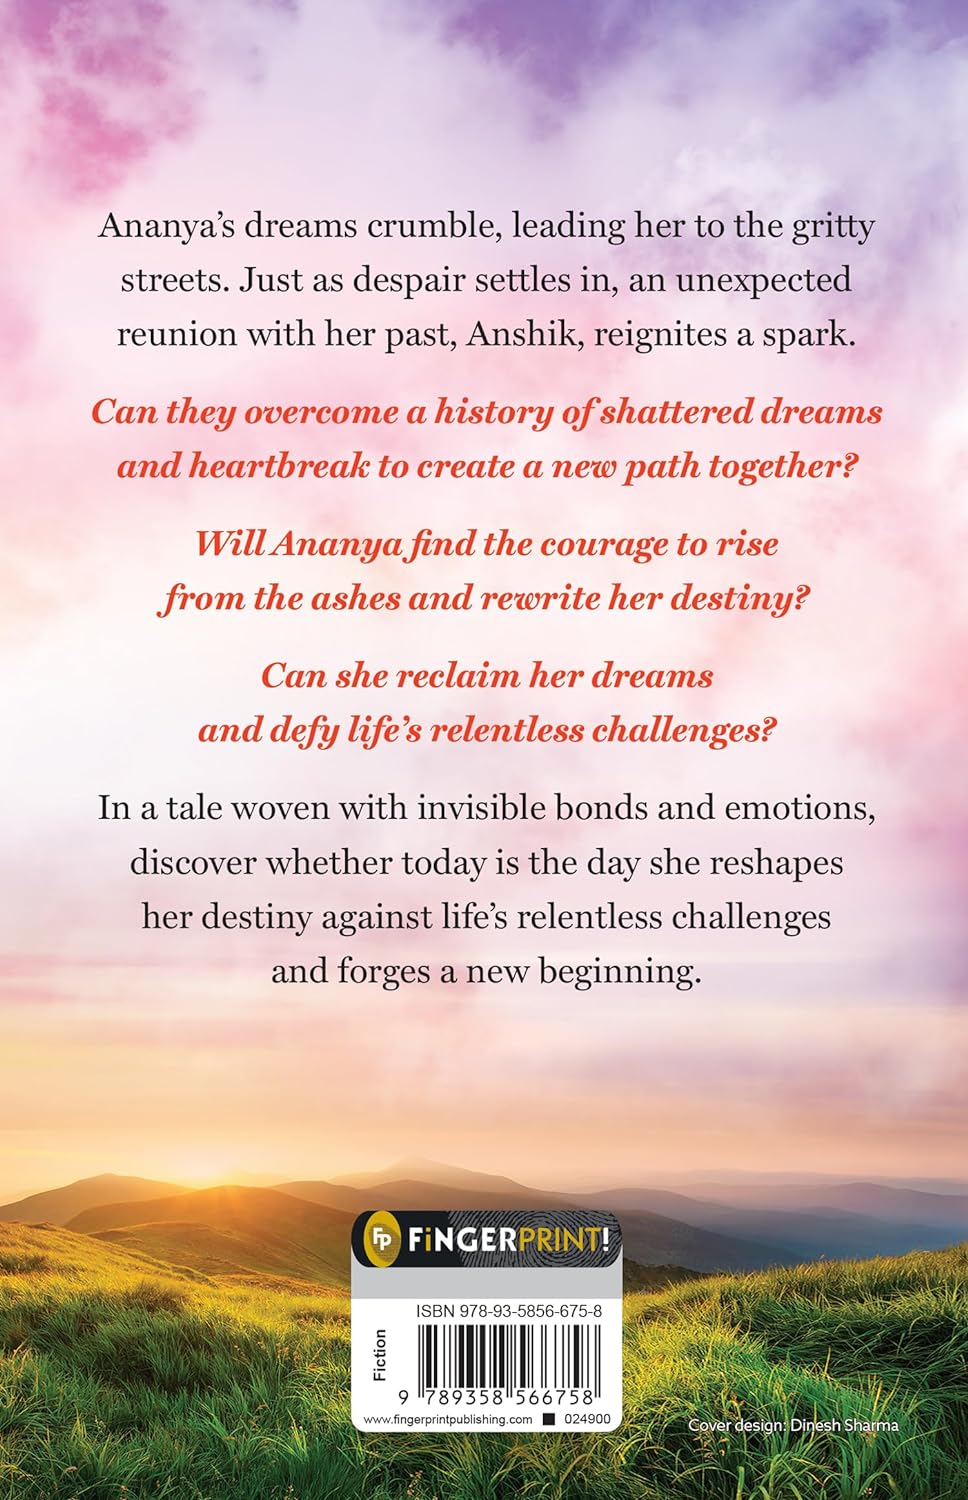 Ananya’s dreams crumble, leading her to the gritty
streets. Just as despair settles in, an unexpected
reunion with her past, Anshik, reignites a spark.
Can they overcome a history of shattered dreams
and heartbreak to create a new path together?
Will Ananya find the courage to rise
from the ashes and rewrite her destiny?
Can she reclaim her dreams
and defy life’s relentless challenges?
In a tale woven with invisible bonds and emotions,
discover whether today is the day she reshapes
her destiny against life’s relentless challenges
and forges a new beginning.
FP FiNGERPRINT!
ISBN 978-93-5856-675-8
Fiction
9 789358 566758
www.fingerprintpublishing.com 024900
Cover design: Dinesh Sharma